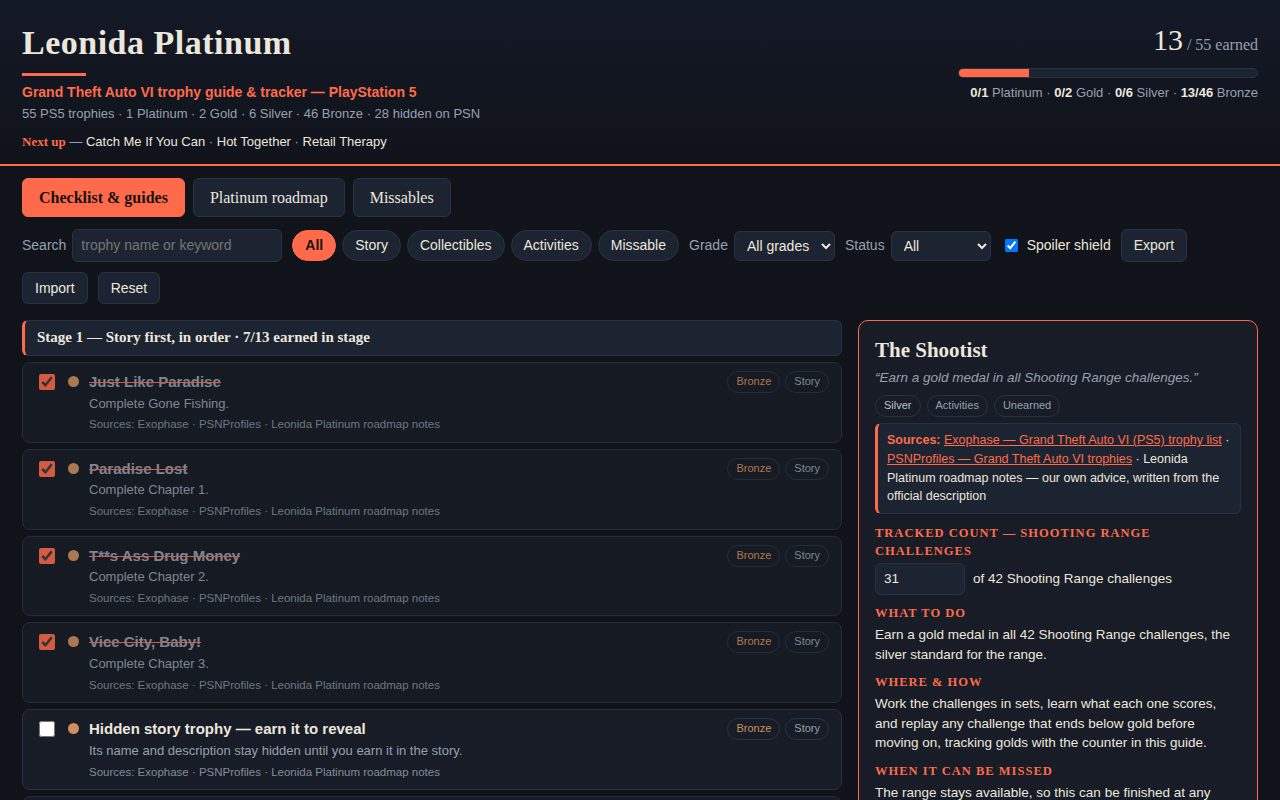 Leonida Platinum
Grand Theft Auto VI trophy guide & tracker — PlayStation 5
55 PS5 trophies · 1 Platinum · 2 Gold · 6 Silver · 46 Bronze · 28 hidden on PSN
Next up — Catch Me If You Can · Hot Together · Retail Therapy
13 / 55 earned
0/1 Platinum · 0/2 Gold · 0/6 Silver · 13/46 Bronze
Checklist & guides
Platinum roadmap
Missables
Search trophy name or keyword All Story Collectibles Activities Missable Grade All grades Status All Spoiler shield Export
Import Reset
Stage 1 — Story first, in order · 7/13 earned in stage
Just Like Paradise Bronze Story
Complete Gone Fishing.
Sources: Exophase · PSNProfiles · Leonida Platinum roadmap notes
Paradise Lost Bronze Story
Complete Chapter 1.
Sources: Exophase · PSNProfiles · Leonida Platinum roadmap notes
T**s Ass Drug Money Bronze Story
Complete Chapter 2.
Sources: Exophase · PSNProfiles · Leonida Platinum roadmap notes
Vice City, Baby! Bronze Story
Complete Chapter 3.
Sources: Exophase · PSNProfiles · Leonida Platinum roadmap notes
Hidden story trophy — earn it to reveal Bronze Story
Its name and description stay hidden until you earn it in the story.
Sources: Exophase · PSNProfiles · Leonida Platinum roadmap notes
The Shootist
“Earn a gold medal in all Shooting Range challenges.”
Silver Activities Unearned
Sources: Exophase — Grand Theft Auto VI (PS5) trophy list ·
PSNProfiles — Grand Theft Auto VI trophies · Leonida
Platinum roadmap notes — our own advice, written from the
official description
TRACKED COUNT — SHOOTING RANGE
CHALLENGES
31 of 42 Shooting Range challenges
WHAT TO DO
Earn a gold medal in all 42 Shooting Range challenges, the
silver standard for the range.
WHERE & HOW
Work the challenges in sets, learn what each one scores,
and replay any challenge that ends below gold before
moving on, tracking golds with the counter in this guide.
WHEN IT CAN BE MISSED
The range stays available, so this can be finished at any